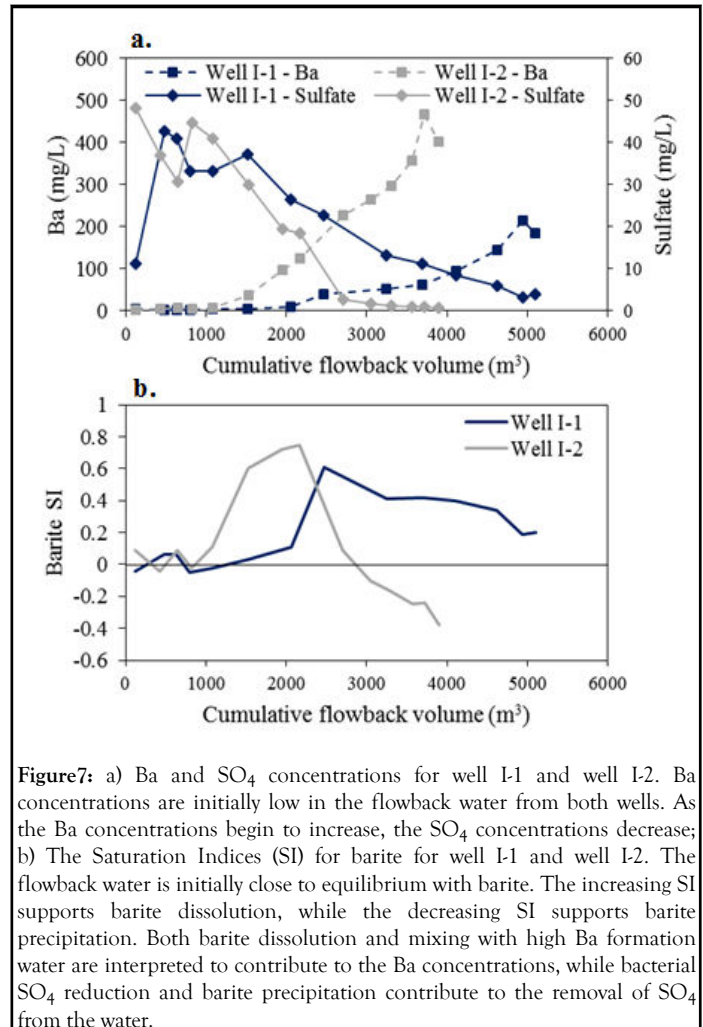 a.
Well I-1 - Ba Well I-2 - Ba
Well I-1 - Sulfate Well I-2 - Sulfate
600
500
400
300
200
100
0
Ba (mg/L)
60
50
40
30
20
10
0
Sulfate (mg/L)
0 1000 2000 3000 4000 5000 6000
Cumulative flowback volume (m³)
b.
Well I-1
Well I-2
1
0.8
0.6
0.4
0.2
0
-0.2
-0.4
-0.6
Barite SI
0 1000 2000 3000 4000 5000 6000
Cumulative flowback volume (m³)
Figure7: a) Ba and SO₄ concentrations for well I-1 and well I-2. Ba
concentrations are initially low in the flowback water from both wells. As
the Ba concentrations begin to increase, the SO₄ concentrations decrease;
b) The Saturation Indices (SI) for barite for well I-1 and well I-2. The
flowback water is initially close to equilibrium with barite. The increasing SI
supports barite dissolution, while the decreasing SI supports barite
precipitation. Both barite dissolution and mixing with high Ba formation
water are interpreted to contribute to the Ba concentrations, while bacterial
SO₄ reduction and barite precipitation contribute to the removal of SO₄
from the water.